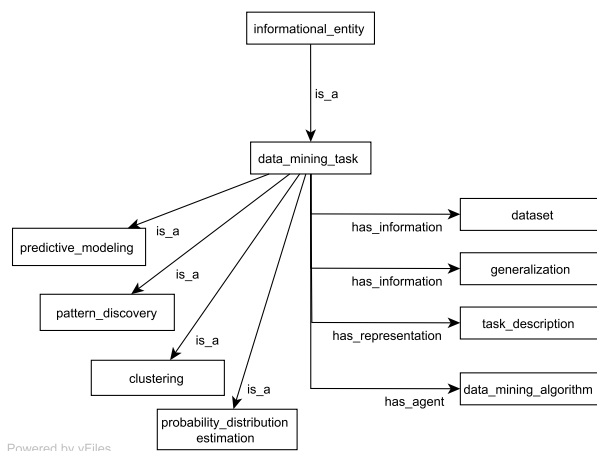 informational_entity
is_a
data_mining_task
is_a
predictive_modeling
is_a
pattern_discovery
is_a
clustering
is_a
probability_distribution
estimation
has_information
dataset
has_information
generalization
has_representation
task_description
has_agent
data_mining_algorithm
Powered by yFiles